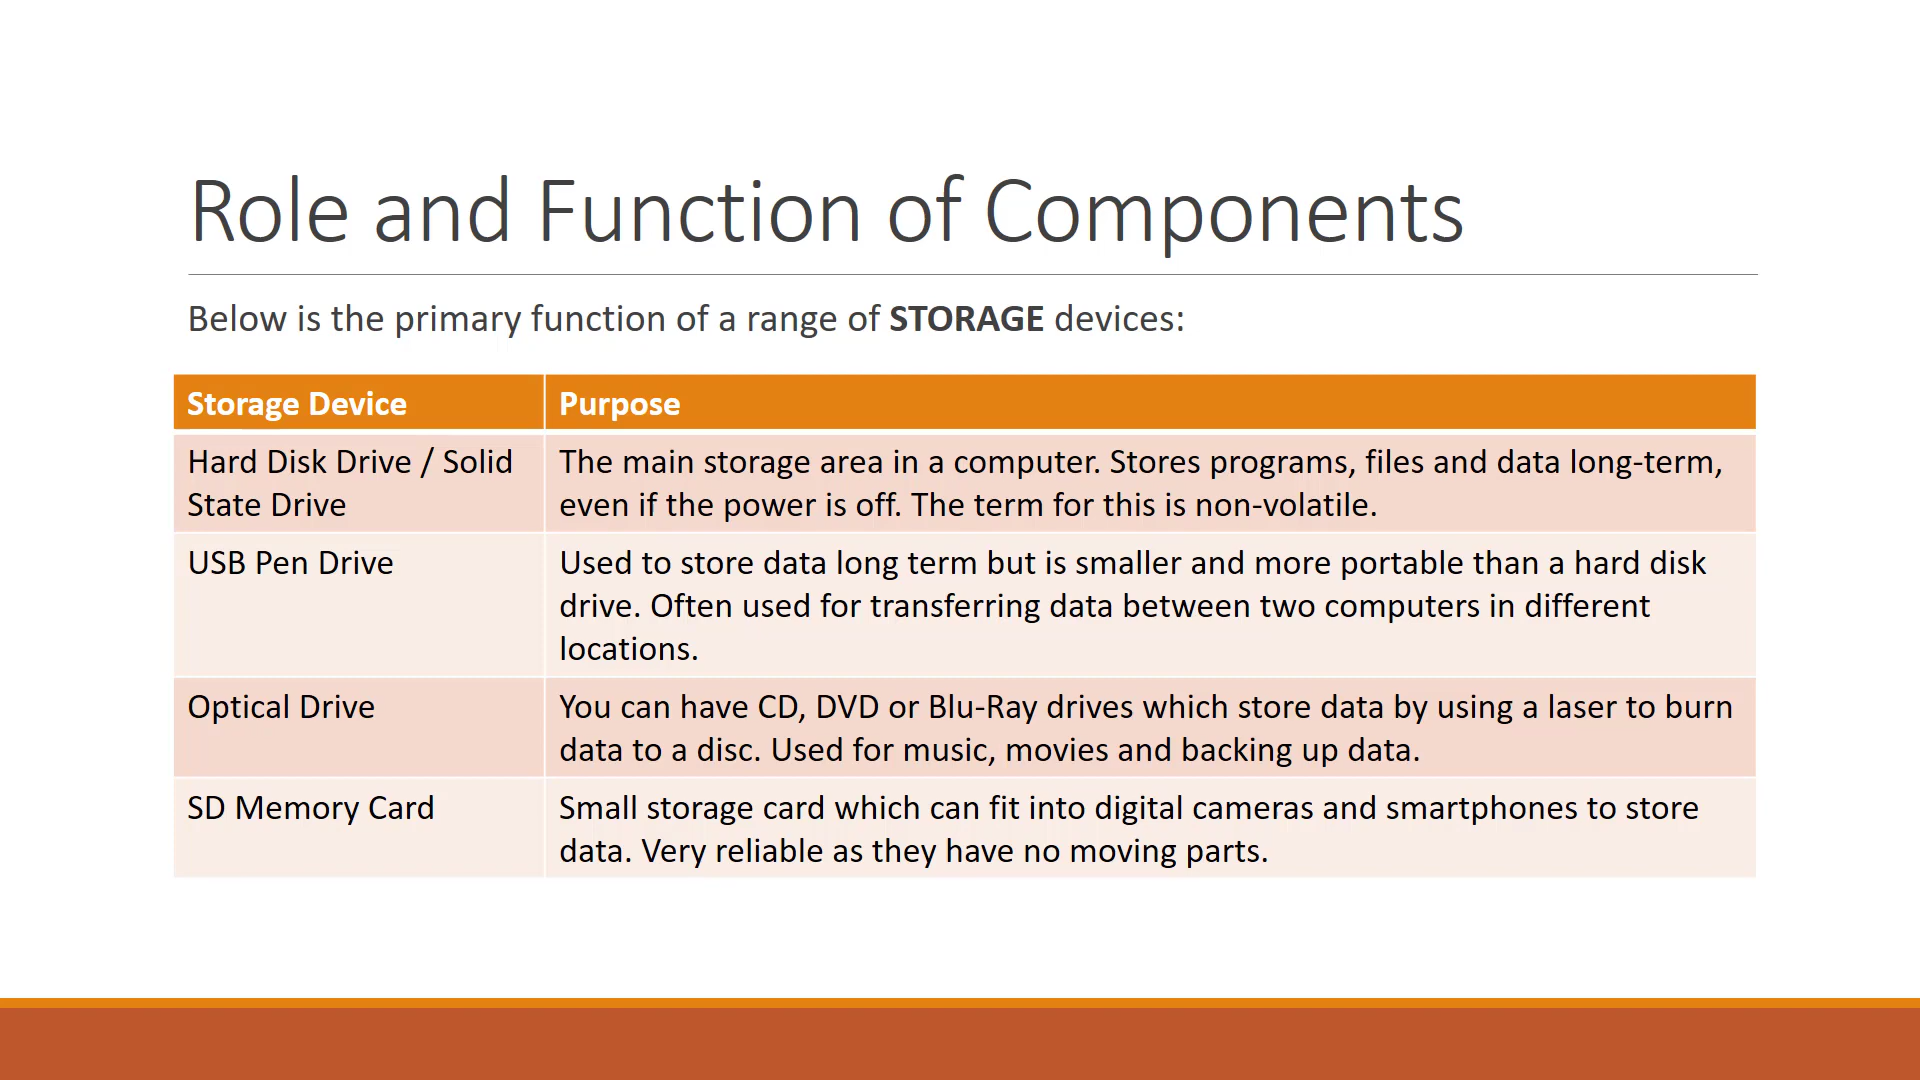 Role and Function of Components
Below is the primary function of a range of STORAGE devices:
Storage Device
Purpose
Hard Disk Drive / Solid
State Drive
The main storage area in a computer. Stores programs, files and data long-term,
even if the power is off. The term for this is non-volatile.
USB Pen Drive
Used to store data long term but is smaller and more portable than a hard disk
drive. Often used for transferring data between two computers in different
locations.
Optical Drive
You can have CD, DVD or Blu-Ray drives which store data by using a laser to burn
data to a disc. Used for music, movies and backing up data.
SD Memory Card
Small storage card which can fit into digital cameras and smartphones to store
data. Very reliable as they have no moving parts.